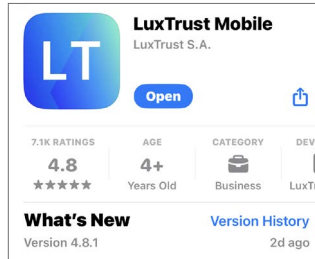 LT
LuxTrust Mobile
LuxTrust S.A.
Open
7.1K RATINGS
AGE
CATEGORY
4.8
4+
Years Old
Business
What's New
Version History
Version 4.8.1
2d ago